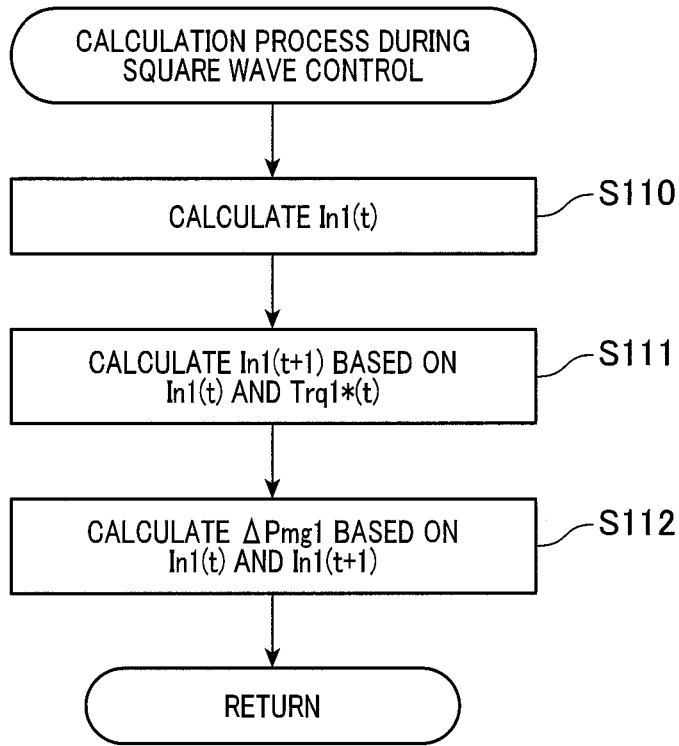 CALCULATION PROCESS DURING
SQUARE WAVE CONTROL
CALCULATE In1(t)
S110
CALCULATE In1(t+1) BASED ON
In1(t) AND Trq1*(t)
S111
CALCULATE ΔPmg1 BASED ON
In1(t) AND In1(t+1)
S112
RETURN